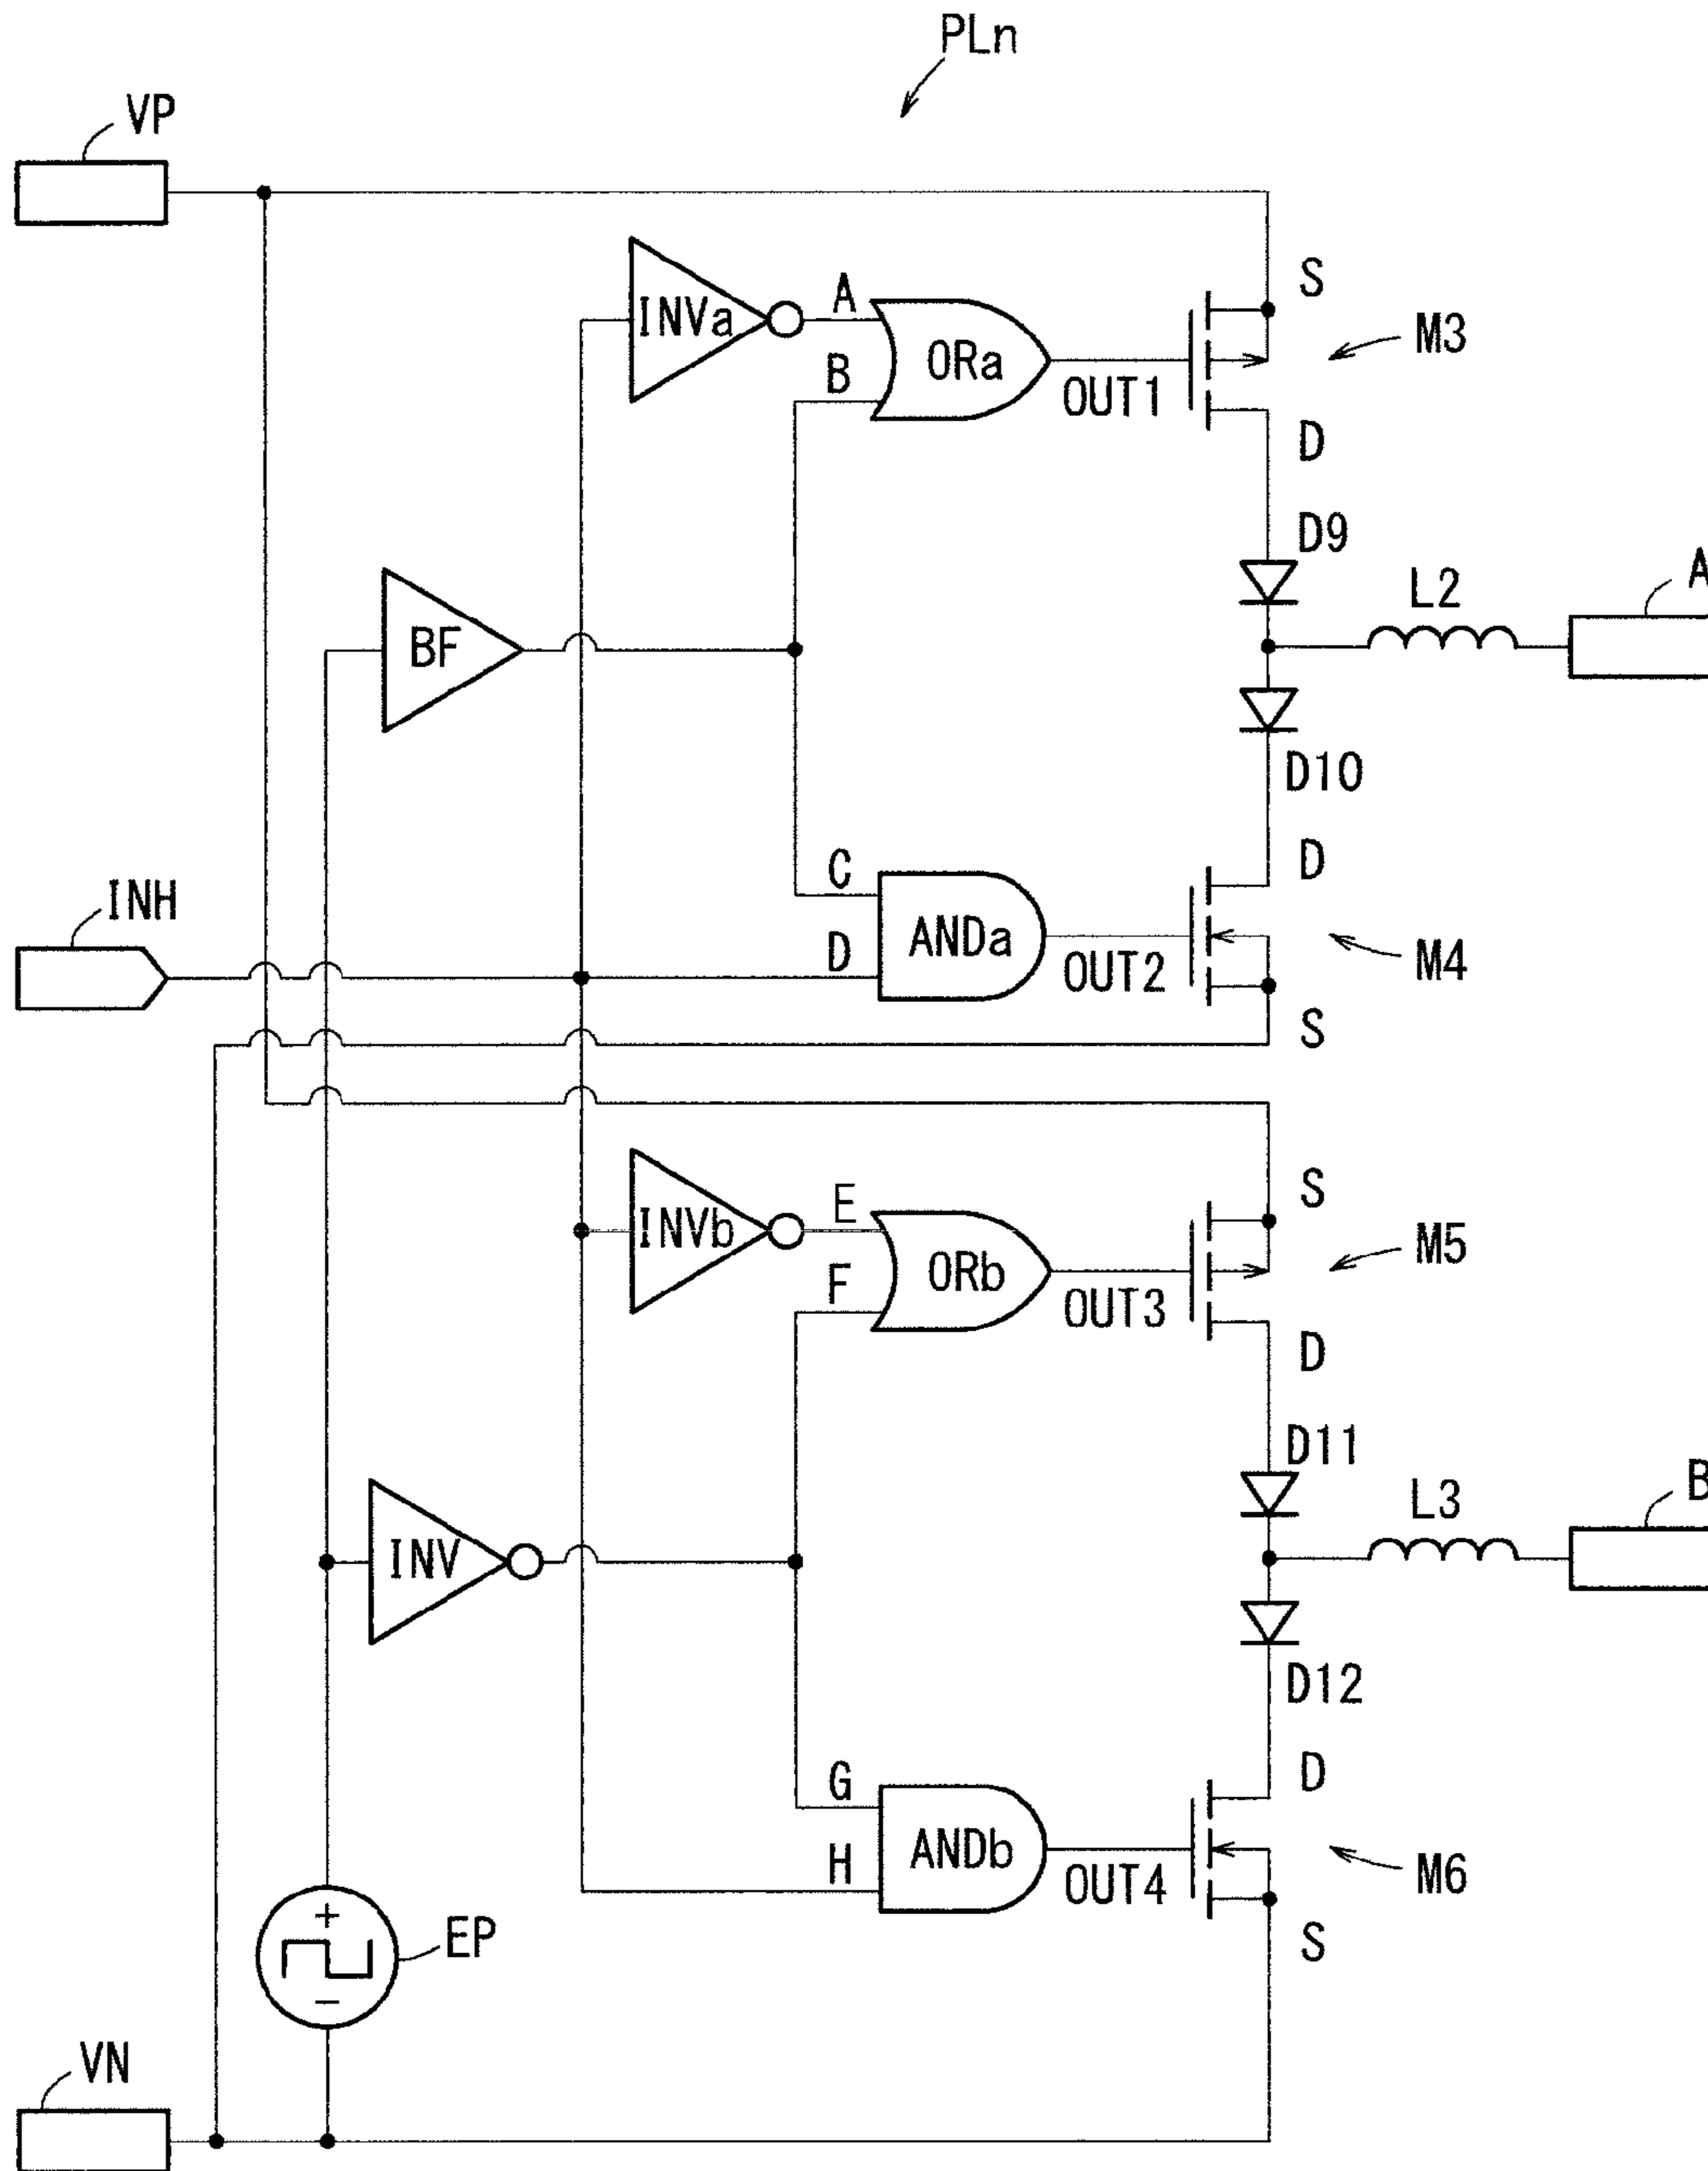 PLn
VP
S
INVa
A
B
ORa
OUT1
M3
D
D9
L2
A
BF
D10
D
C
D
ANDa
OUT2
M4
S
INH
S
INVb
E
F
ORb
OUT3
M5
D
D11
L3
B
INV
D12
D
G
H
ANDb
OUT4
M6
S
+
−
EP
VN